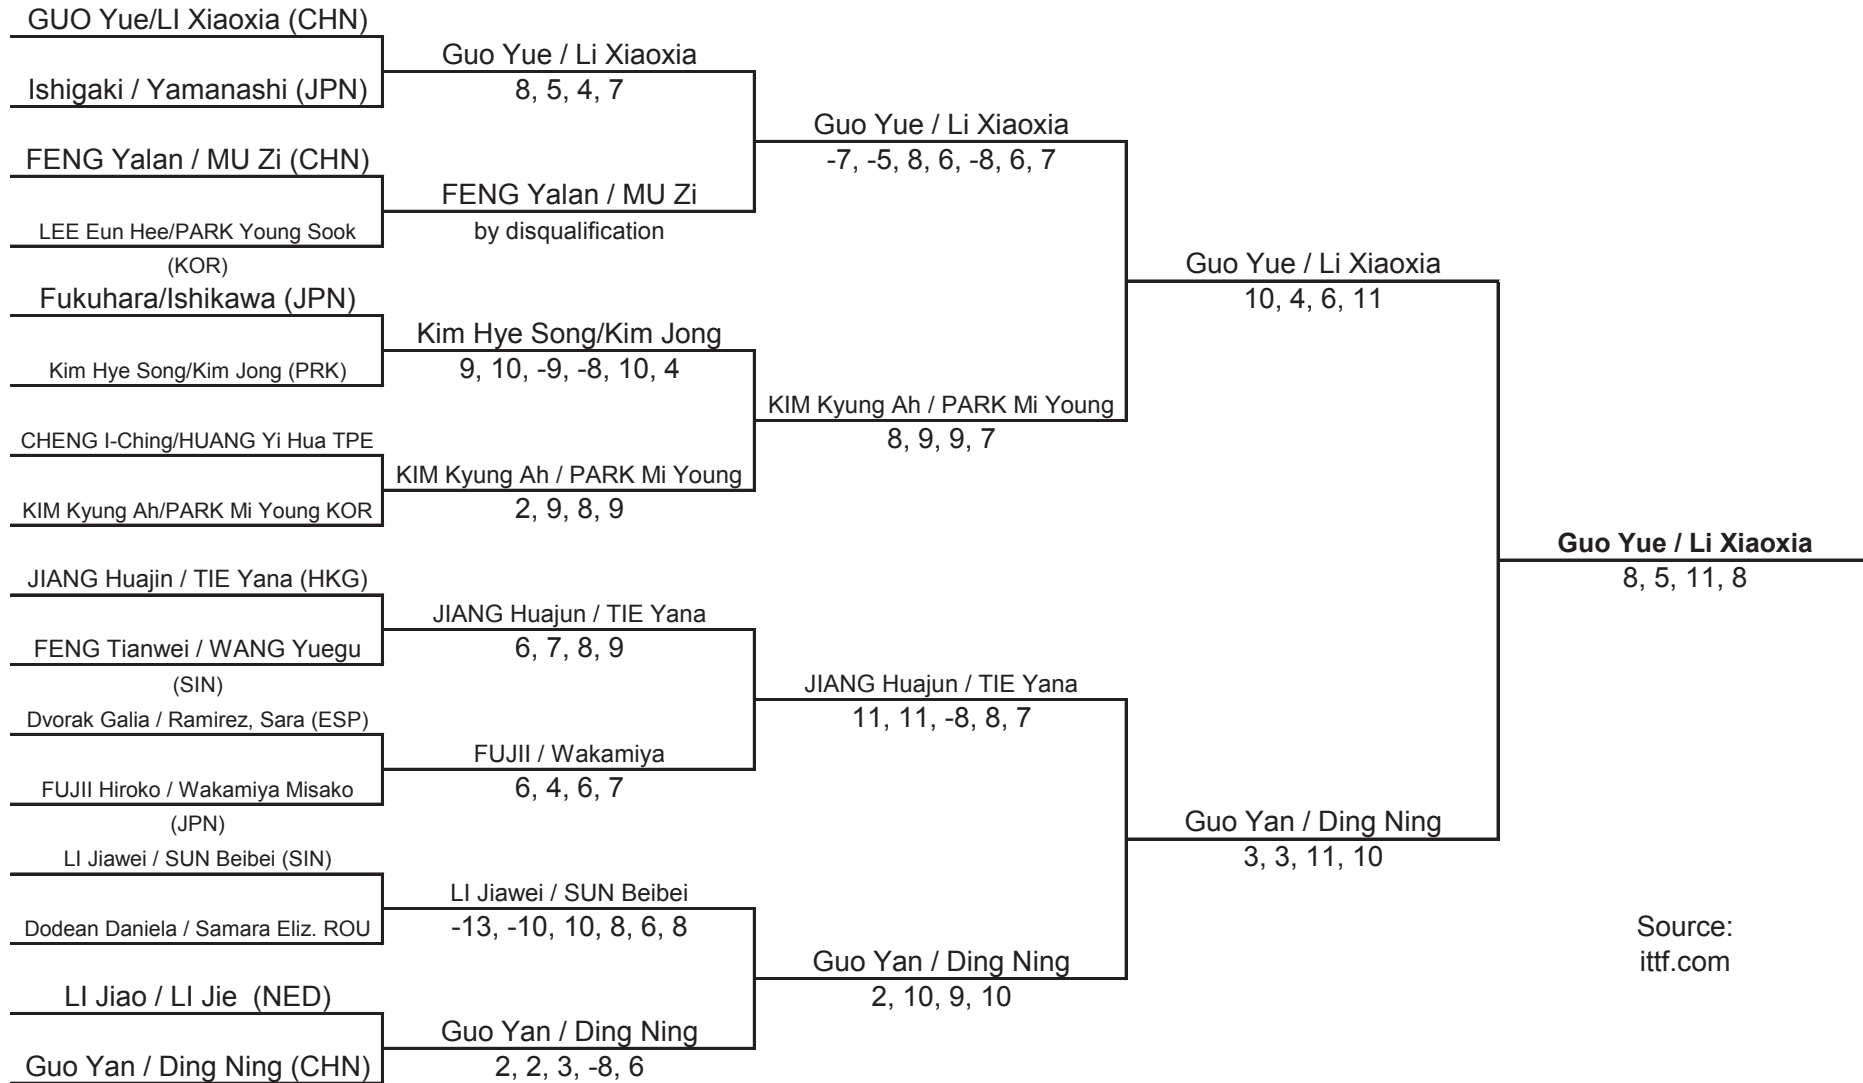 GUO Yue/LI Xiaoxia (CHN)
Ishigaki / Yamanashi (JPN)
FENG Yalan / MU Zi (CHN)
LEE Eun Hee/PARK Young Sook
(KOR)
Fukuhara/Ishikawa (JPN)
Kim Hye Song/Kim Jong (PRK)
CHENG I-Ching/HUANG Yi Hua TPE
KIM Kyung Ah/PARK Mi Young KOR
JIANG Huajin / TIE Yana (HKG)
FENG Tianwei / WANG Yuegu
(SIN)
Dvorak Galia / Ramirez, Sara (ESP)
FUJII Hiroko / Wakamiya Misako
(JPN)
LI Jiawei / SUN Beibei (SIN)
Dodean Daniela / Samara Eliz. ROU
LI Jiao / LI Jie (NED)
Guo Yan / Ding Ning (CHN)
Guo Yue / Li Xiaoxia
8, 5, 4, 7
FENG Yalan / MU Zi
by disqualification
Kim Hye Song/Kim Jong
9, 10, -9, -8, 10, 4
KIM Kyung Ah / PARK Mi Young
2, 9, 8, 9
JIANG Huajun / TIE Yana
6, 7, 8, 9
FUJII / Wakamiya
6, 4, 6, 7
LI Jiawei / SUN Beibei
-13, -10, 10, 8, 6, 8
Guo Yan / Ding Ning
2, 2, 3, -8, 6
Guo Yue / Li Xiaoxia
-7, -5, 8, 6, -8, 6, 7
KIM Kyung Ah / PARK Mi Young
8, 9, 9, 7
JIANG Huajun / TIE Yana
11, 11, -8, 8, 7
Guo Yan / Ding Ning
2, 10, 9, 10
Guo Yue / Li Xiaoxia
10, 4, 6, 11
Guo Yan / Ding Ning
3, 3, 11, 10
Guo Yue / Li Xiaoxia
8, 5, 11, 8
Source:
ittf.com